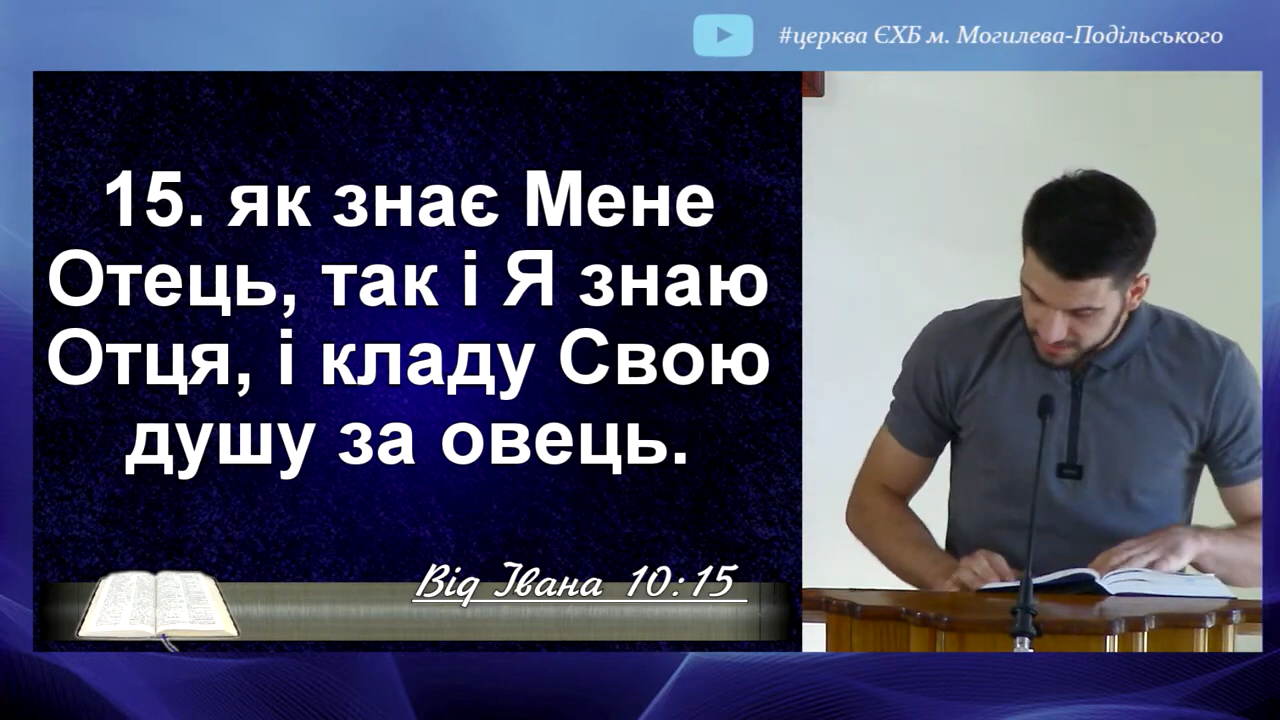 #церква ЄХБ м. Могилева-Подільського
15. як знає Мене
Отець, так і Я знаю
Отця, і кладу Свою
душу за овець.
Від Івана 10:15